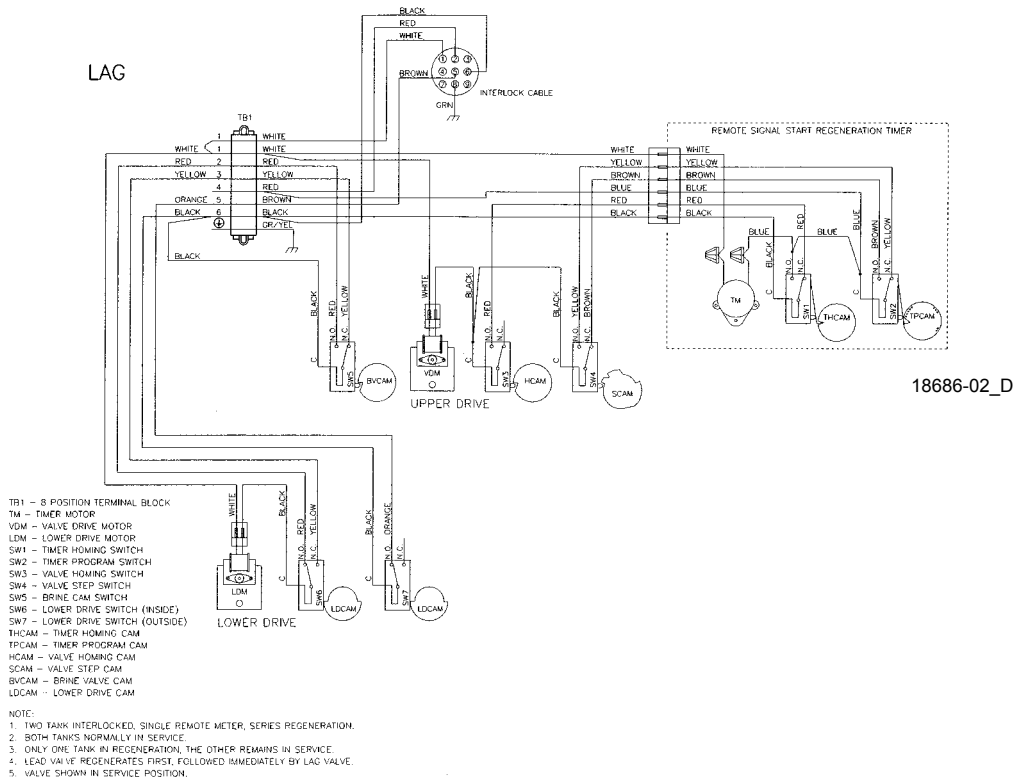 BLACK
RED
WHITE
LAG
1 2 3
4 5 6
7 8 9
BROWN
INTERLOCK CABLE
GRN
TB1
REMOTE SIGNAL START REGENERATION TIMER
1 WHITE
WHITE 1 WHITE
RED 2 RED
YELLOW 3 YELLOW
4 RED
ORANGE 5 BROWN
BLACK 6 BLACK
GR/YEL
BLACK
WHITE WHITE
YELLOW YELLOW
BROWN BROWN
BLUE BLUE
RED RED
BLACK BLACK
BLUE
BLACK
RED
BLUE
BLUE
BROWN
YELLOW
N.O.
N.C.
C
SW1
TM
THCAM
N.O.
N.C.
C
SW2
TPCAM
BLACK
RED
YELLOW
N.O.
N.C.
C
SW5
BVCAM
WHITE
VDM
UPPER DRIVE
BLACK
RED
N.O.
N.C.
C
SW3
HCAM
BLACK
YELLOW
BROWN
N.O.
N.C.
C
SW4
SCAM
18686-02_D
WHITE
LDM
LOWER DRIVE
BLACK
RED
YELLOW
N.O.
N.C.
C
SW6
LDCAM
BLACK
ORANGE
N.O.
N.C.
C
SW7
LDCAM
TB1 – 8 POSITION TERMINAL BLOCK
TM – TIMER MOTOR
VDM – VALVE DRIVE MOTOR
LDM – LOWER DRIVE MOTOR
SW1 – TIMER HOMING SWITCH
SW2 – TIMER PROGRAM SWITCH
SW3 – VALVE HOMING SWITCH
SW4 – VALVE STEP SWITCH
SW5 – BRINE CAM SWITCH
SW6 – LOWER DRIVE SWITCH (INSIDE)
SW7 – LOWER DRIVE SWITCH (OUTSIDE)
THCAM – TIMER HOMING CAM
TPCAM – TIMER PROGRAM CAM
HCAM – VALVE HOMING CAM
SCAM – VALVE STEP CAM
BVCAM – BRINE VALVE CAM
LDCAM – LOWER DRIVE CAM
NOTE:
1. TWO TANK INTERLOCKED, SINGLE REMOTE METER, SERIES REGENERATION.
2. BOTH TANKS NORMALLY IN SERVICE.
3. ONLY ONE TANK IN REGENERATION, THE OTHER REMAINS IN SERVICE.
4. LEAD VALVE REGENERATES FIRST, FOLLOWED IMMEDIATELY BY LAG VALVE.
5. VALVE SHOWN IN SERVICE POSITION.